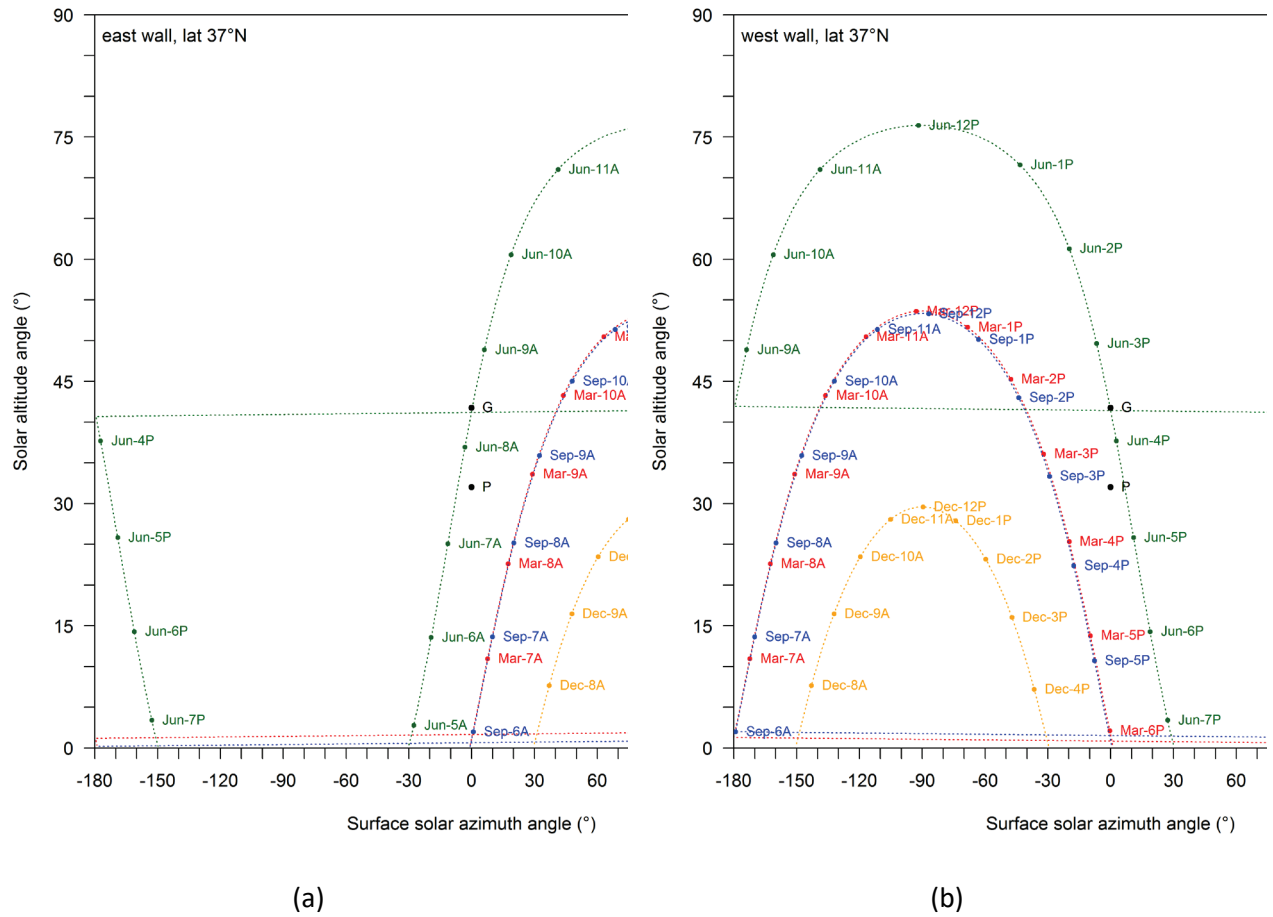 east wall, lat 37°N
90
75
60
45
30
15
0
Solar altitude angle (°)
Jun-11A
Jun-10A
Jun-9A
Sep-10A
Mar-10A
G
Jun-8A
Jun-4P
Sep-9A
Mar-9A
P
Jun-5P
Jun-7A
Sep-8A
Mar-8A
Dec-9A
Jun-6P
Jun-6A
Sep-7A
Mar-7A
Dec-8A
Jun-7P
Jun-5A
Sep-6A
-180 -150 -120 -90 -60 -30 0 30 60
Surface solar azimuth angle (°)
(a)
west wall, lat 37°N
90
75
60
45
30
15
0
Solar altitude angle (°)
Jun-12P
Jun-11A
Jun-1P
Jun-10A
Jun-2P
Mar-12P
Sep-12P
Mar-1P
Sep-11A
Mar-11A
Sep-1P
Jun-9A
Jun-3P
Sep-10A
Mar-2P
Mar-10A
Sep-2P
G
Jun-4P
Sep-9A
Mar-3P
Mar-9A
Sep-3P
P
Dec-12P
Dec-11A
Dec-1P
Jun-5P
Sep-8A
Mar-4P
Mar-8A
Dec-10A
Dec-2P
Sep-4P
Dec-9A
Dec-3P
Jun-6P
Sep-7A
Mar-5P
Mar-7A
Sep-5P
Dec-8A
Dec-4P
Jun-7P
Sep-6A
Mar-6P
-180 -150 -120 -90 -60 -30 0 30 60
Surface solar azimuth angle (°)
(b)